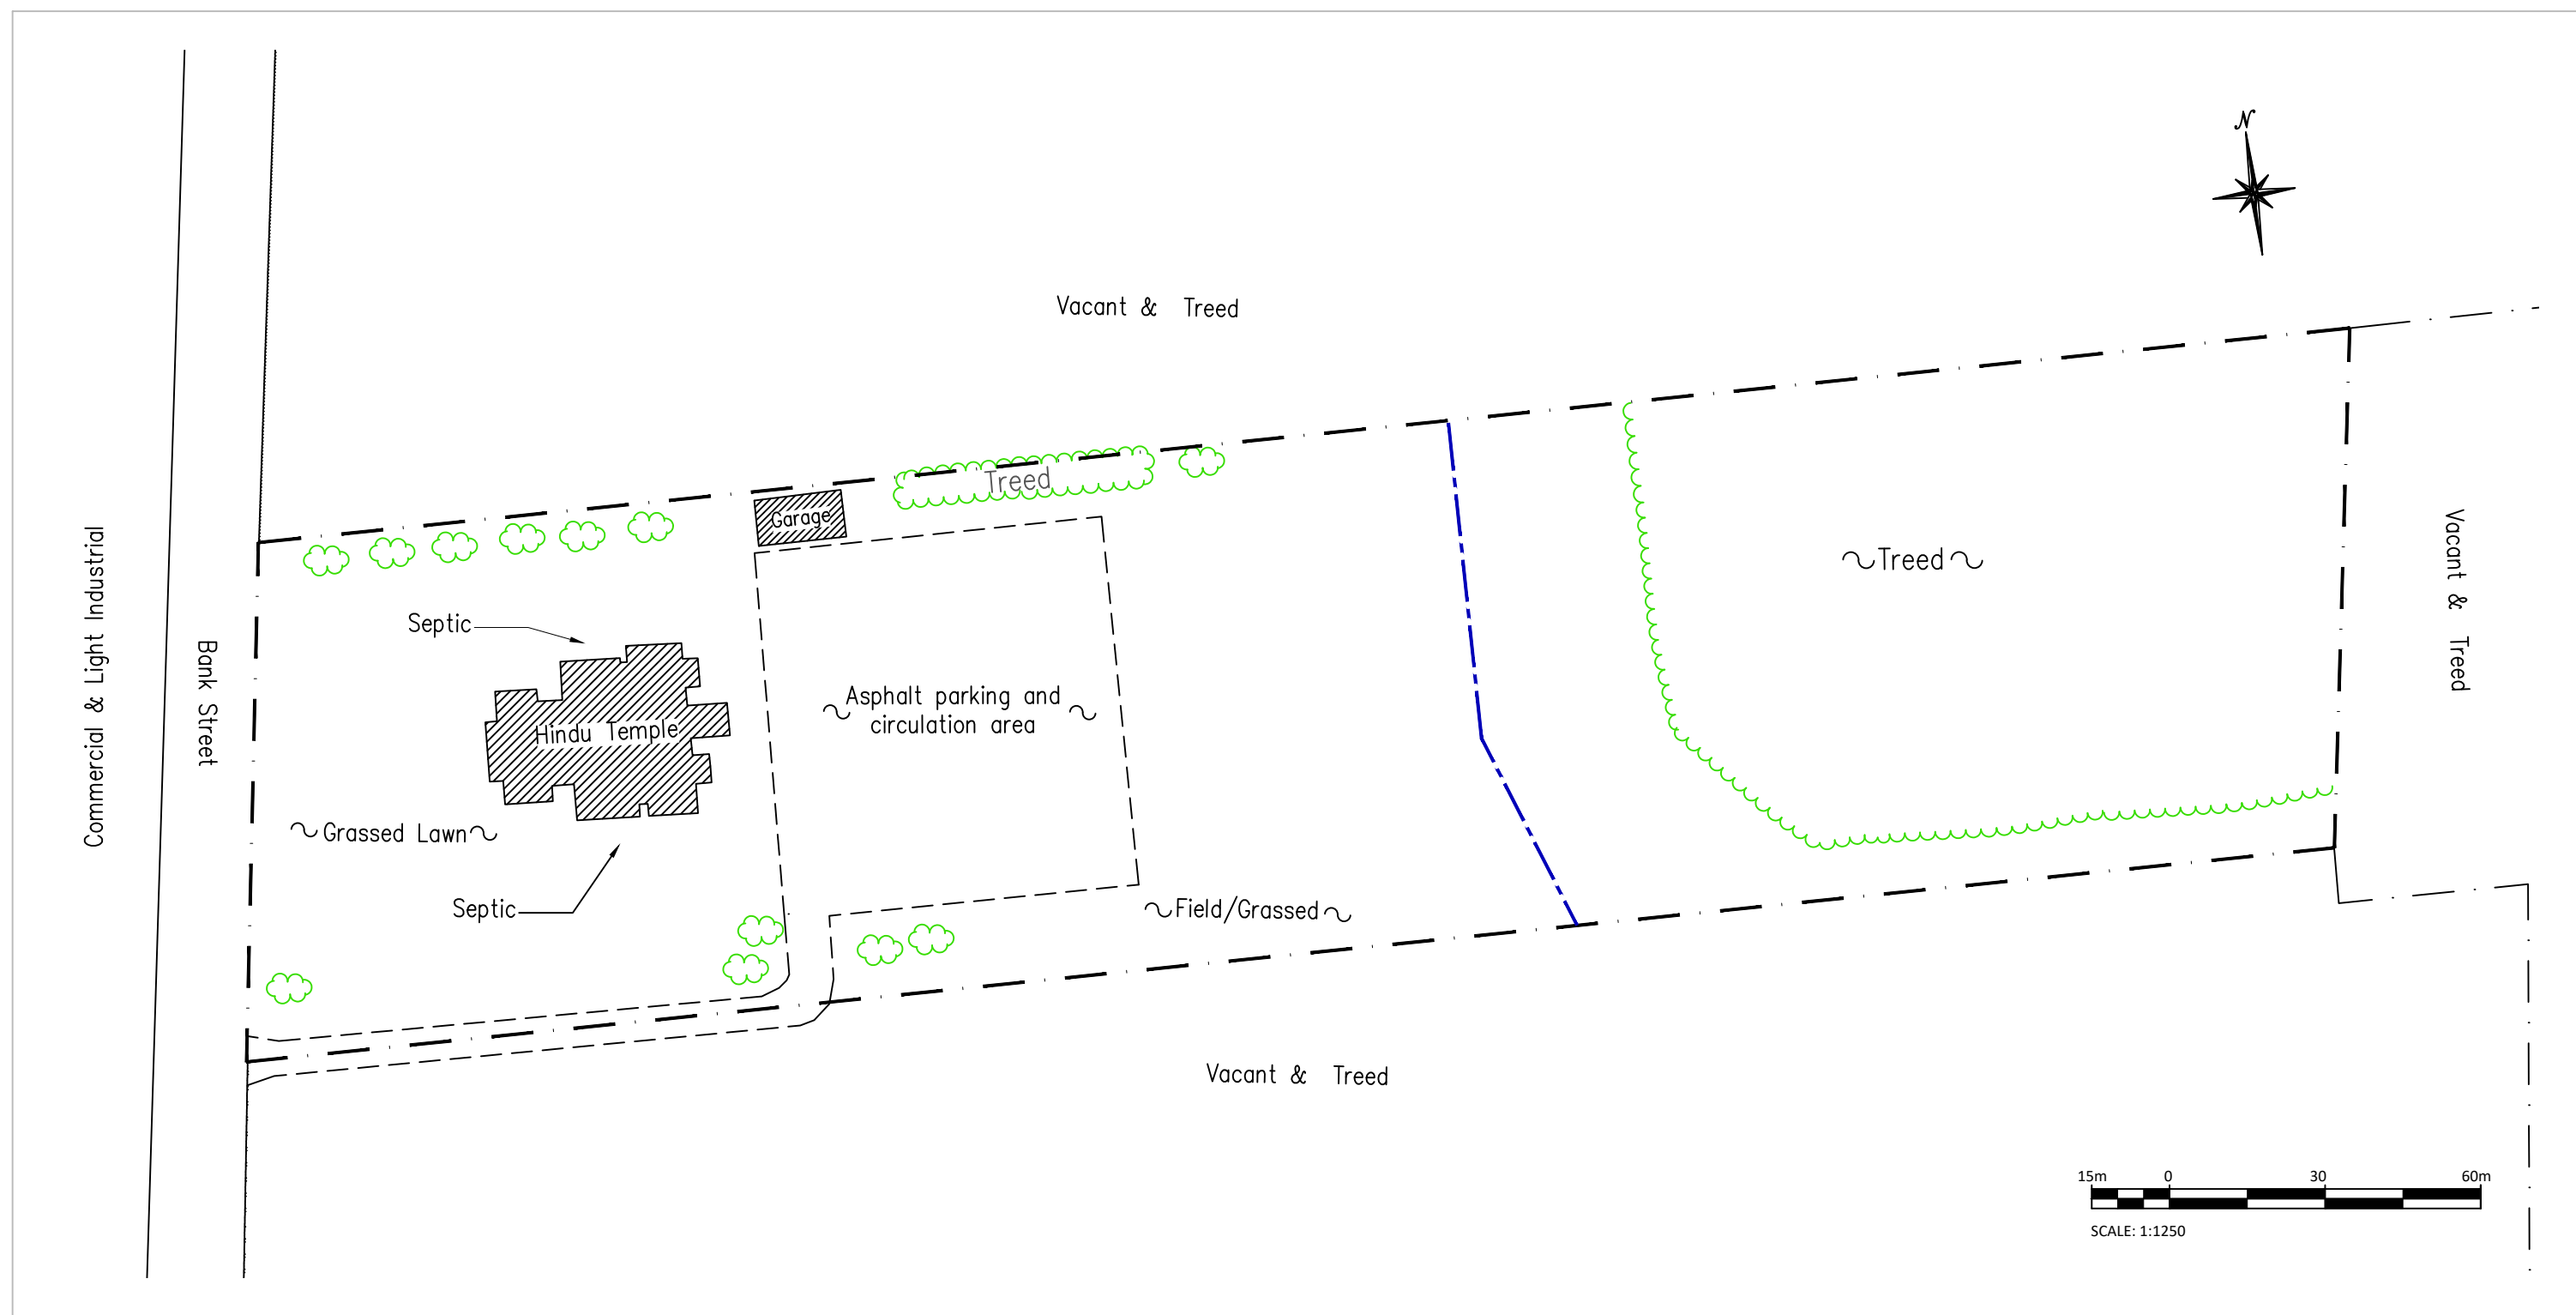 N
Vacant & Treed
Treed
Garage
Treed
Vacant & Treed
Commercial & Light Industrial
Bank Street
Septic
Hindu Temple
Asphalt parking and
circulation area
Grassed Lawn
Septic
Field/Grassed
Vacant & Treed
15m 0 30 60m
SCALE: 1:1250